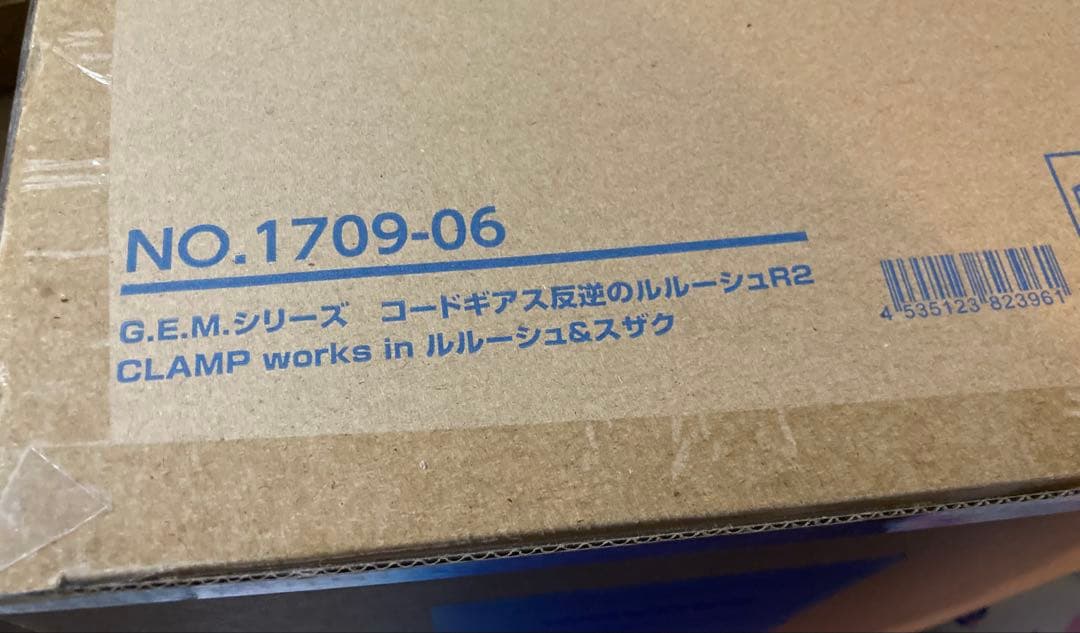 NO.1709-06
G.E.M.シリーズ　コードギアス反逆のルルーシュR2
CLAMP works in ルルーシュ&スザク
4 535123 823961